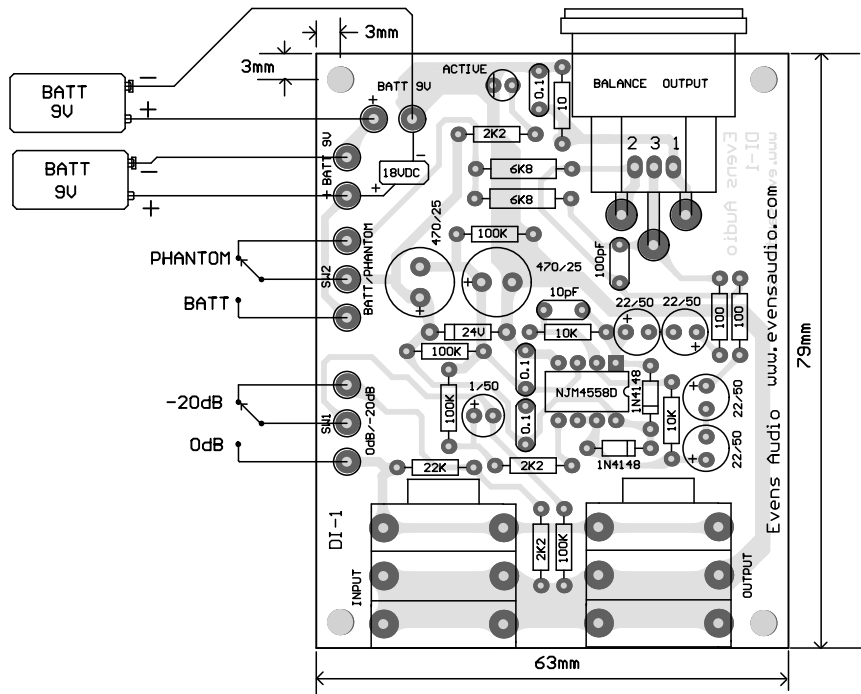 3mm
3mm
BATT
9V
BATT
9V
BATT 9V
+
-
+
-
+
-
+
BATT 9V
+
18VDC
-
+
ACTIVE
0.1
10
BALANCE OUTPUT
2 3 1
2K2
6K8
6K8
470/25
+
100K
470/25
+
100pF
10pF
22/50
+
22/50
+
100
100
PHANTOM
BATT
SW2
BATT/PHANTOM
24V
10K
100K
0.1
NJM4558D
1N4148
10K
22/50
+
22/50
+
-20dB
0dB
SW1
0dB/-20dB
100K
1/50
+
0.1
1N4148
22K
2K2
DI-1
INPUT
2K2
100K
OUTPUT
Evens Audio www.evensaudio.com
DI-1
Evens Audio
79mm
63mm